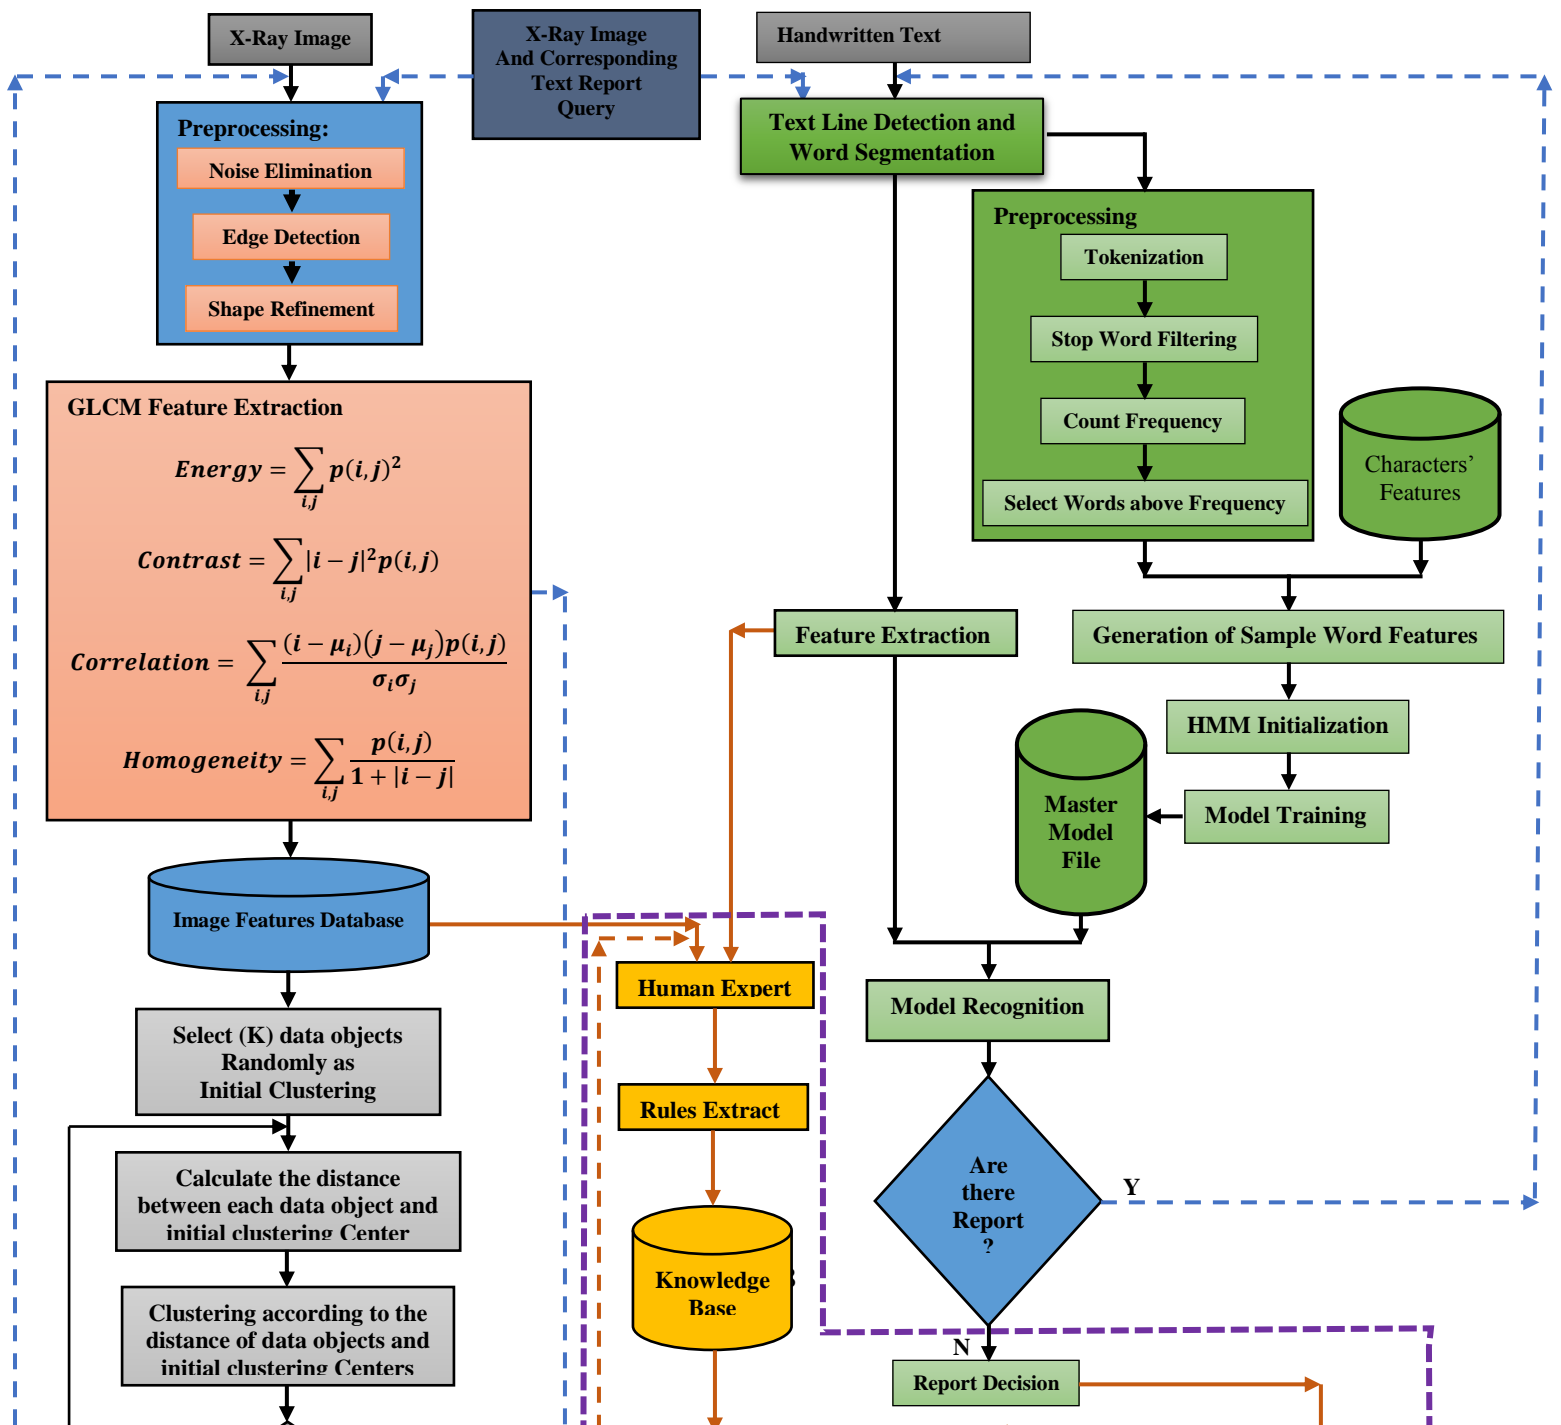 X-Ray Image
X-Ray Image
And Corresponding
Text Report
Query
Handwritten Text
Preprocessing:
Noise Elimination
Edge Detection
Shape Refinement
Text Line Detection and
Word Segmentation
Preprocessing
Tokenization
Stop Word Filtering
Count Frequency
Select Words above Frequency
Characters’
Features
GLCM Feature Extraction
Energy = ∑i,j p(i,j)²
Contrast = ∑i,j |i − j|²p(i,j)
Correlation = ∑i,j (i − μi)(j − μj)p(i,j) / σiσj
Homogeneity = ∑i,j p(i,j) / 1 + |i − j|
Feature Extraction
Generation of Sample Word Features
HMM Initialization
Model Training
Master
Model
File
Image Features Database
Human Expert
Model Recognition
Select (K) data objects
Randomly as
Initial Clustering
Rules Extract
Calculate the distance
between each data object and
initial clustering Center
Are
there
Report
?
Y
Knowledge
Base
Clustering according to the
distance of data objects and
initial clustering Centers
N
Report Decision